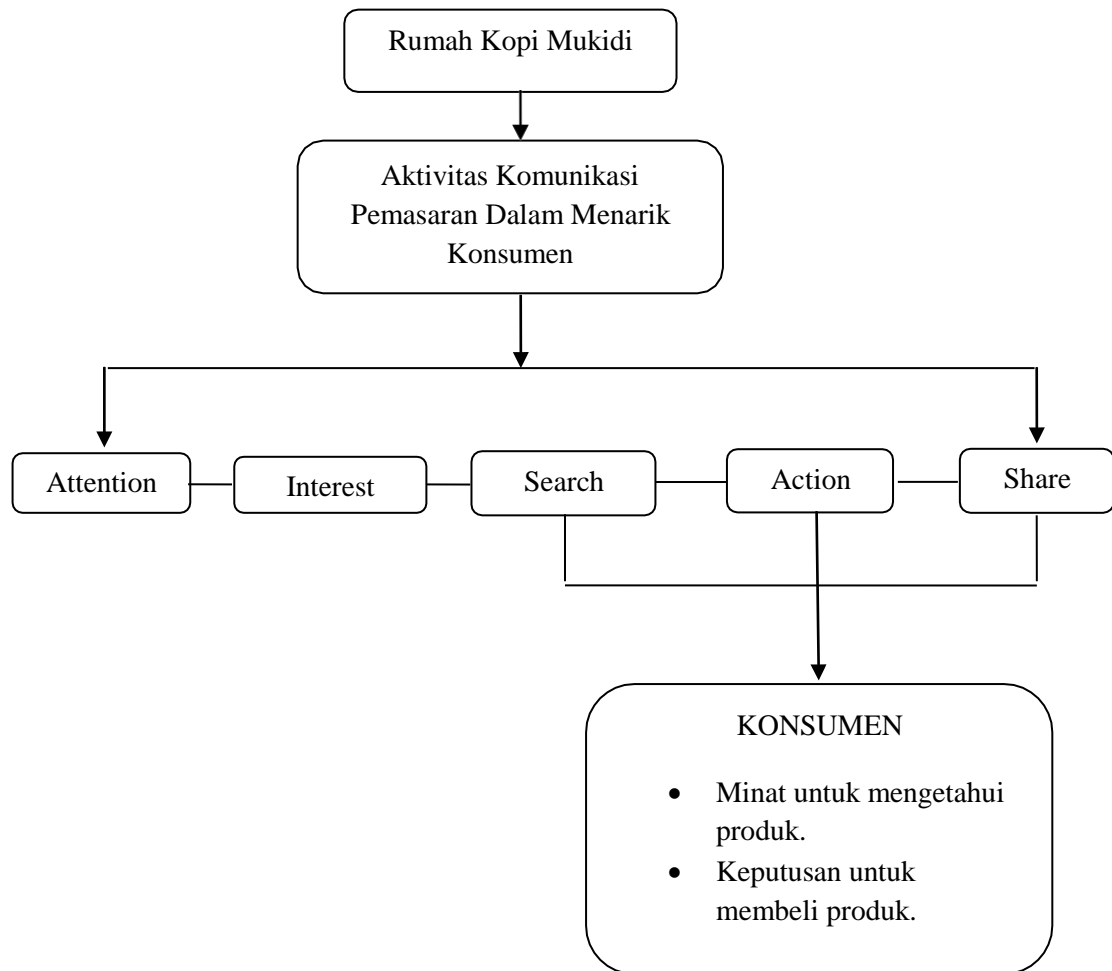 Rumah Kopi Mukidi
Aktivitas Komunikasi
Pemasaran Dalam Menarik
Konsumen
Attention
Interest
Search
Action
Share
KONSUMEN
• Minat untuk mengetahui
produk.
• Keputusan untuk
membeli produk.